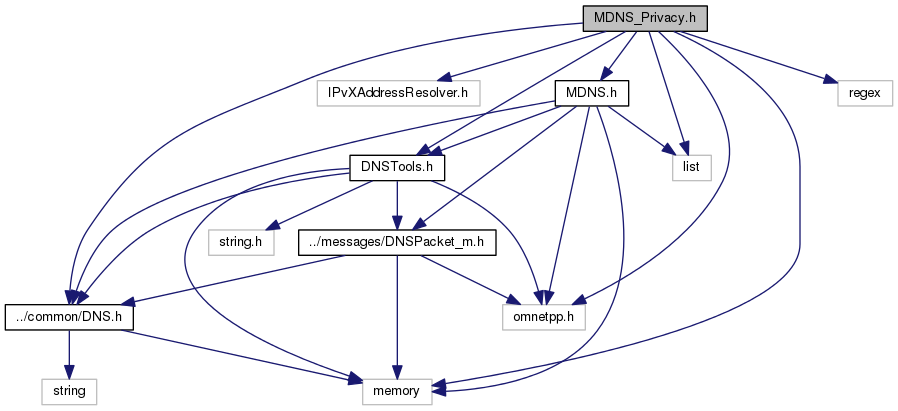 MDNS_Privacy.h
IPvXAddressResolver.h
MDNS.h
regex
DNSTools.h
list
string.h
../messages/DNSPacket_m.h
../common/DNS.h
omnetpp.h
string
memory